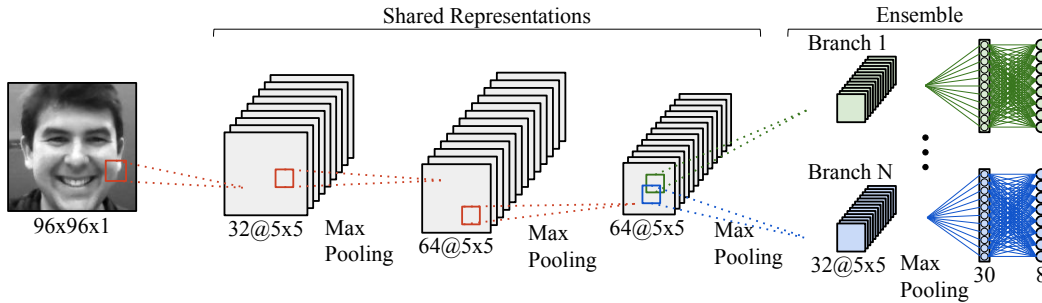 Shared Representations
Ensemble
Branch 1
Branch N
96x96x1
32@5x5
Max
Pooling
64@5x5
Max
Pooling
64@5x5
Max
Pooling
32@5x5
Max
Pooling
30
8